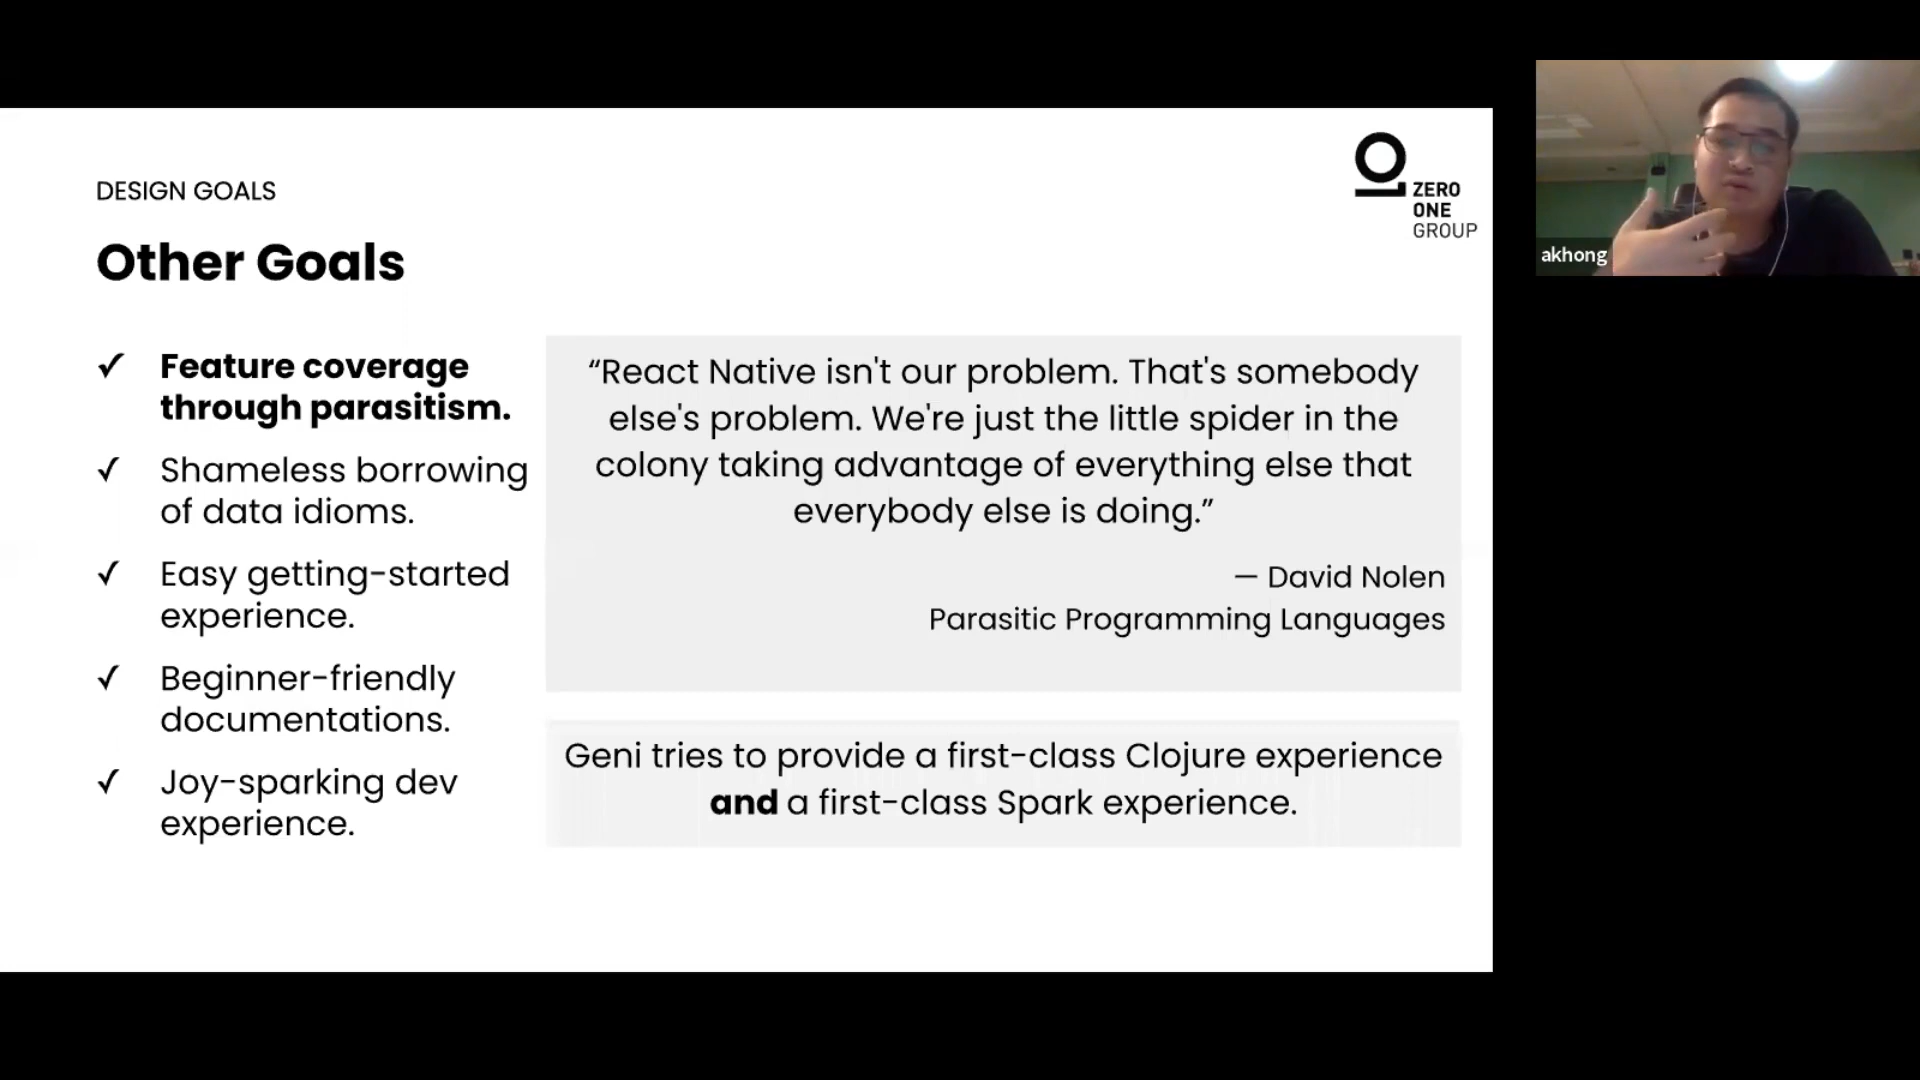 DESIGN GOALS
Other Goals
ZERO
ONE
GROUP
✓ Feature coverage
through parasitism.
✓ Shameless borrowing
of data idioms.
✓ Easy getting-started
experience.
✓ Beginner-friendly
documentations.
✓ Joy-sparking dev
experience.
“React Native isn't our problem. That's somebody
else's problem. We're just the little spider in the
colony taking advantage of everything else that
everybody else is doing.”
— David Nolen
Parasitic Programming Languages
Geni tries to provide a first-class Clojure experience
and a first-class Spark experience.
akhong